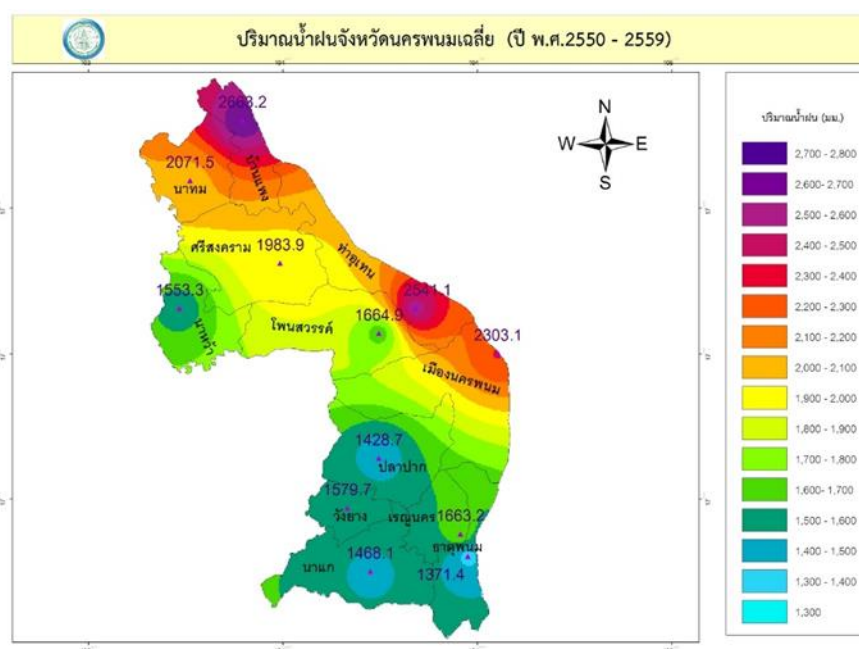 ปริมาณน้ำฝนจังหวัดนครพนมเฉลี่ย (ปี พ.ศ.2550 - 2559)
N
W E
S
2663.2
บ้านแพง
2071.5
นาทม
ศรีสงคราม
1983.9
ท่าอุเทน
1553.3
นาหว้า
โพนสวรรค์
1664.9
2541.1
2303.1
เมืองนครพนม
1428.7
ปลาปาก
1579.7
วังยาง
เรณูนคร
1663.2
ธาตุพนม
นาแก
1468.1
1371.4
ปริมาณน้ำฝน (มม.)
2,700 - 2,800
2,600- 2,700
2,500 - 2,600
2,400 - 2,500
2,300 - 2,400
2,200 - 2,300
2,100 - 2,200
2,000 - 2,100
1,900 - 2,000
1,800 - 1,900
1,700 - 1,800
1,600- 1,700
1,500 - 1,600
1,400 - 1,500
1,300 - 1,400
1,300